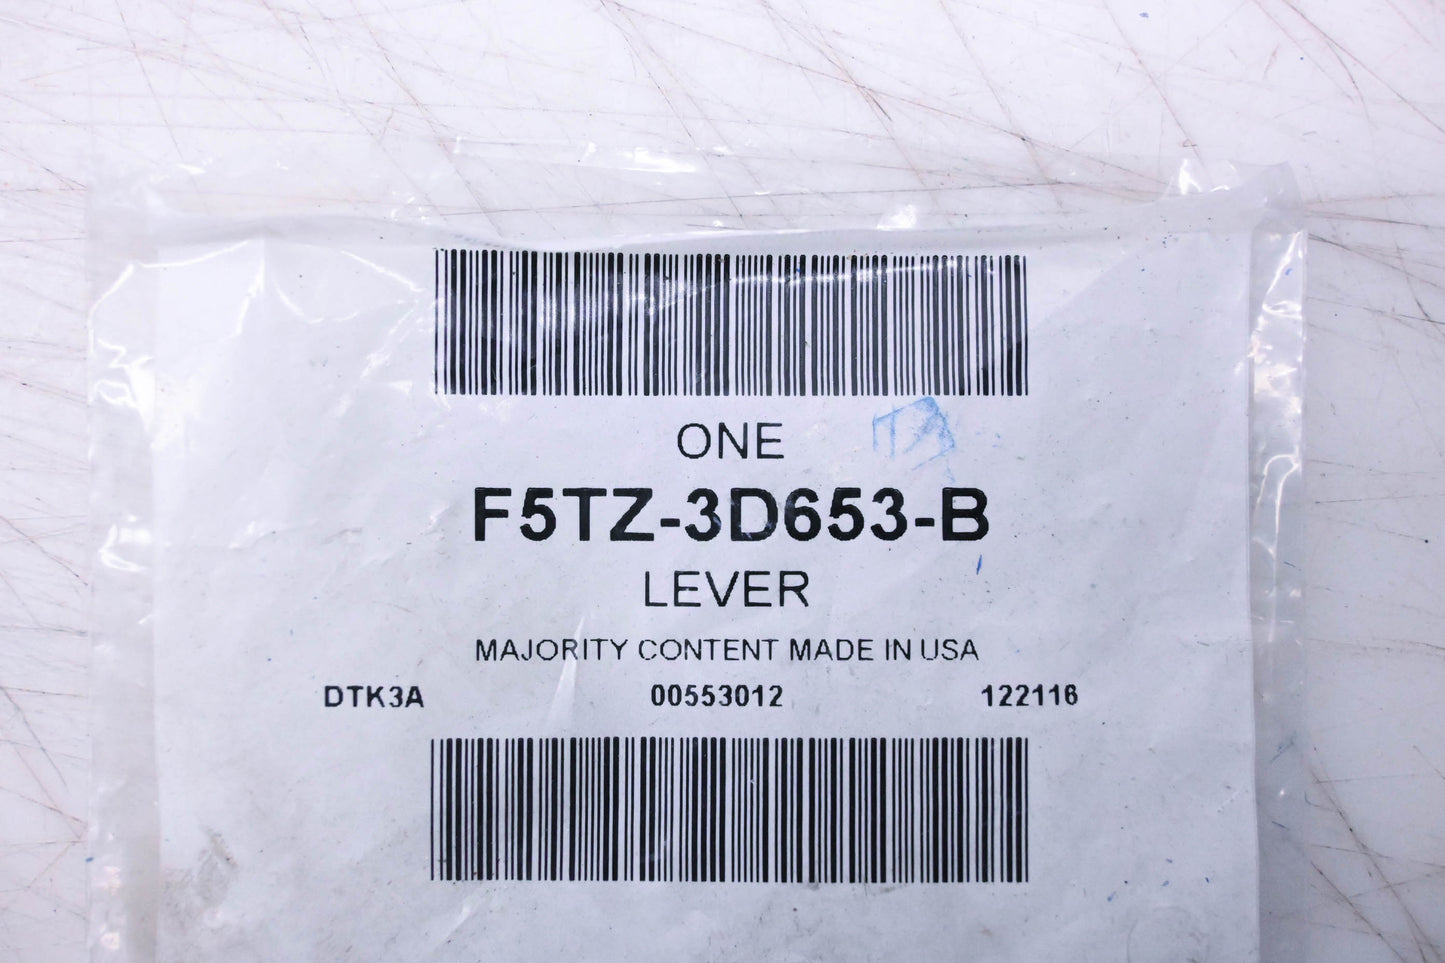 ONE
F5TZ-3D653-B
LEVER
MAJORITY CONTENT MADE IN USA
DTK3A 00553012 122116